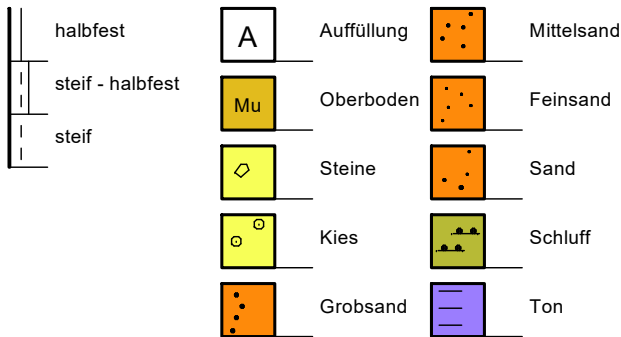 halbfest
steif - halbfest
steif
A
Auffüllung
Mu
Oberboden
Steine
Kies
Grobsand
Mittelsand
Feinsand
Sand
Schluff
Ton